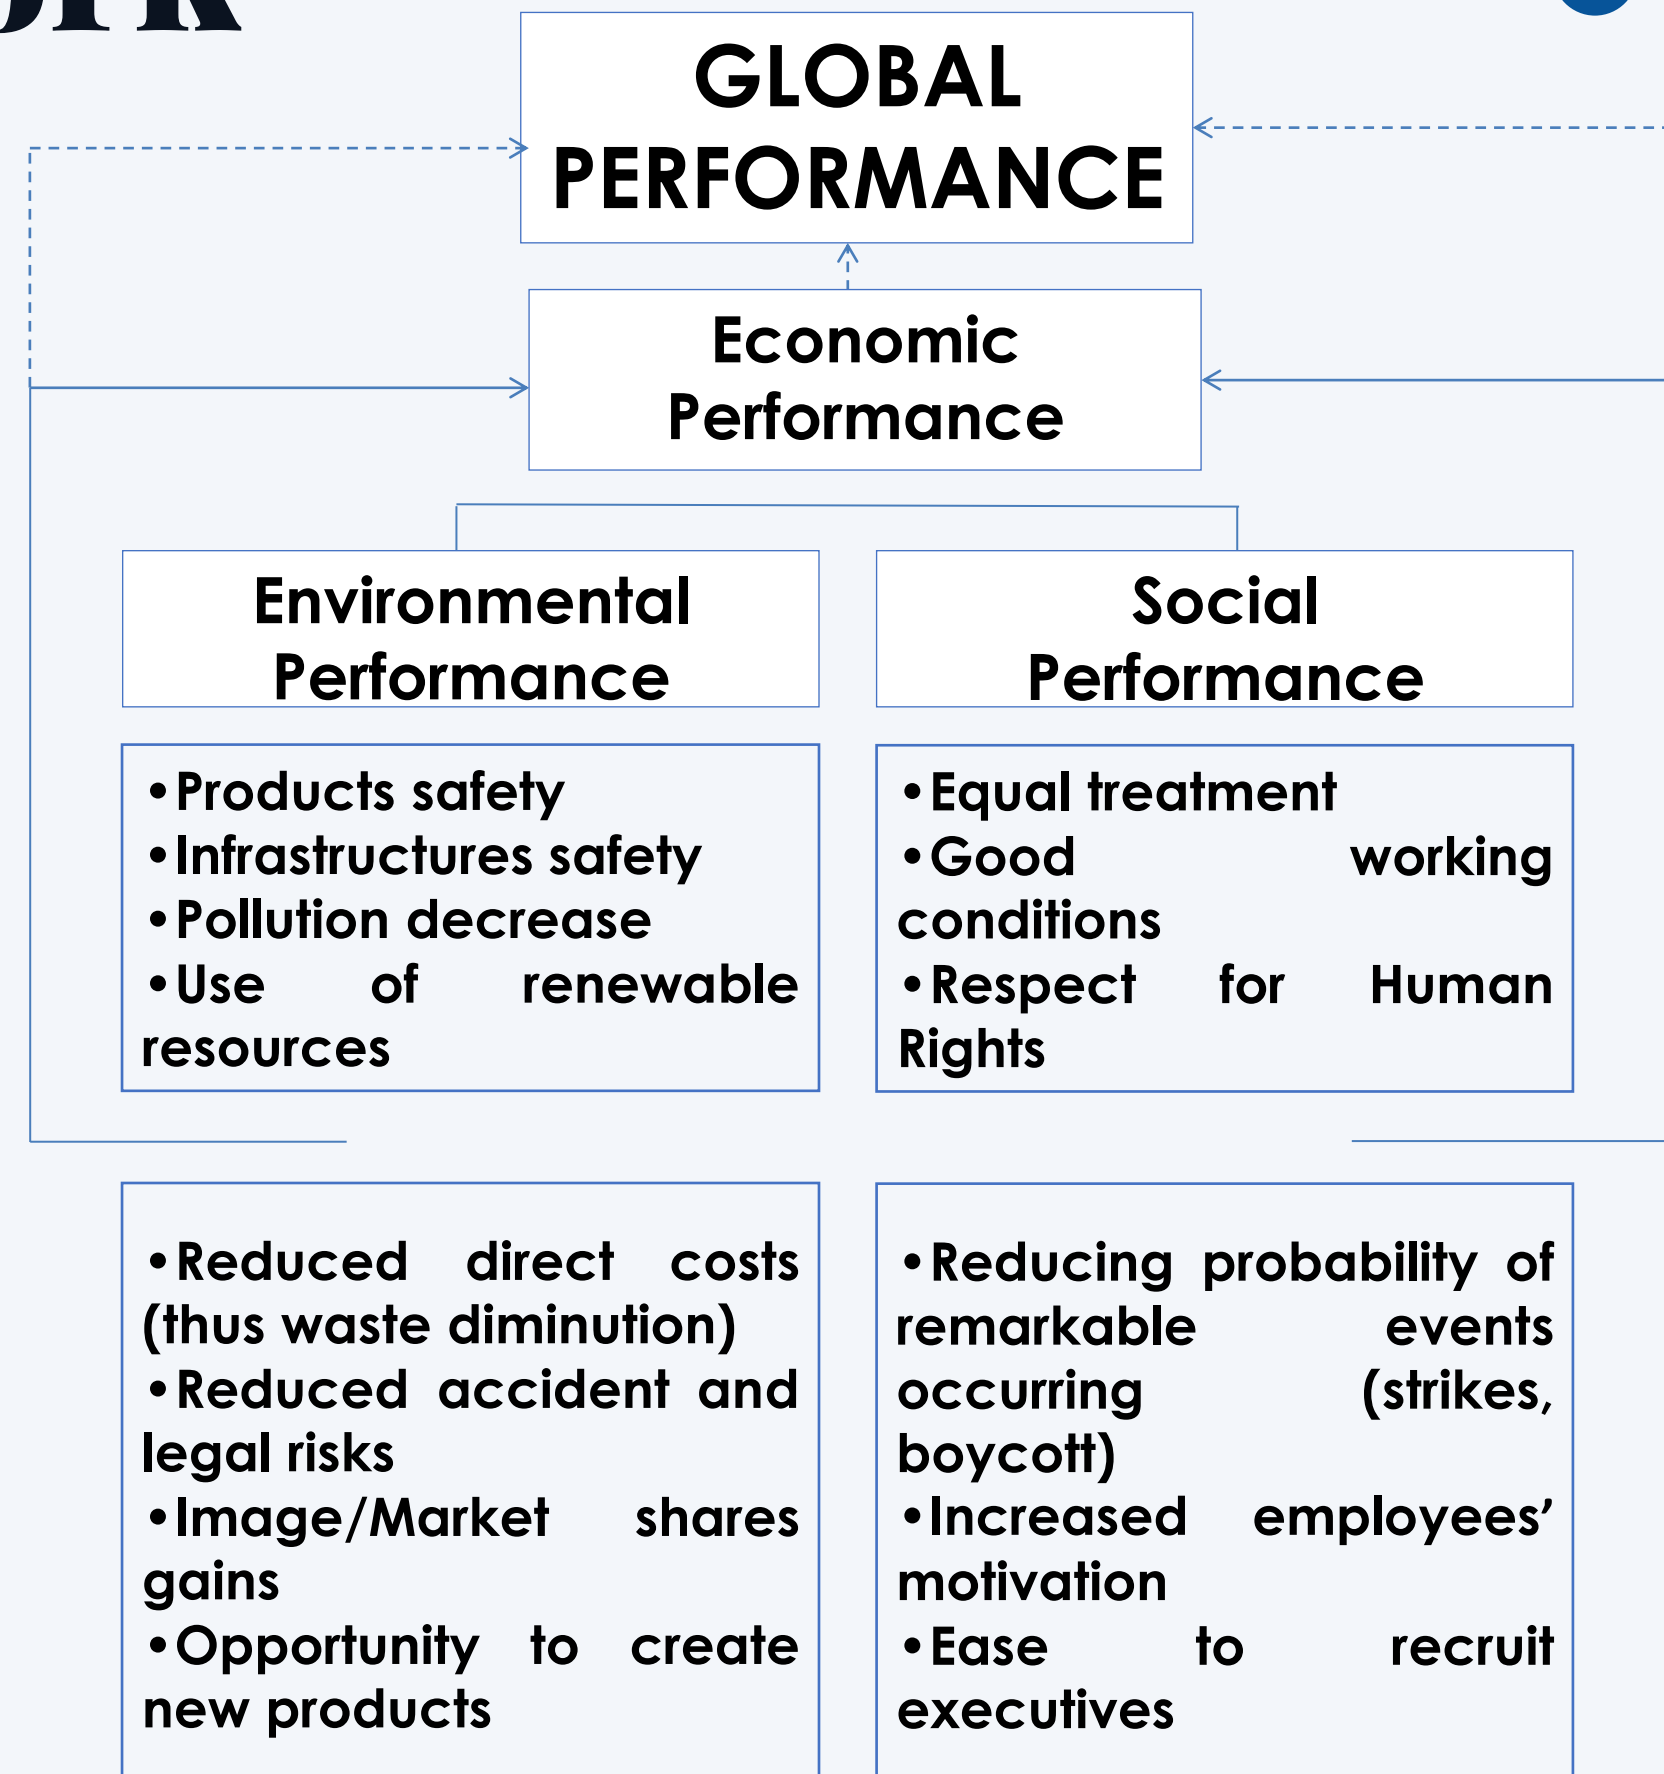 GLOBAL
PERFORMANCE
Economic
Performance
Environmental
Performance
Social
Performance
•Products safety
•Infrastructures safety
•Pollution decrease
•Use of renewable
resources
•Equal treatment
•Good working
conditions
•Respect for Human
Rights
•Reduced direct costs
(thus waste diminution)
•Reduced accident and
legal risks
•Image/Market shares
gains
•Opportunity to create
new products
•Reducing probability of
remarkable events
occurring (strikes,
boycott)
•Increased employees’
motivation
•Ease to recruit
executives